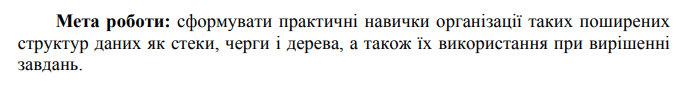 Мета роботи: сформувати практичні навички організації таких поширених
структур даних як стеки, черги і дерева, а також їх використання при вирішенні
завдань.